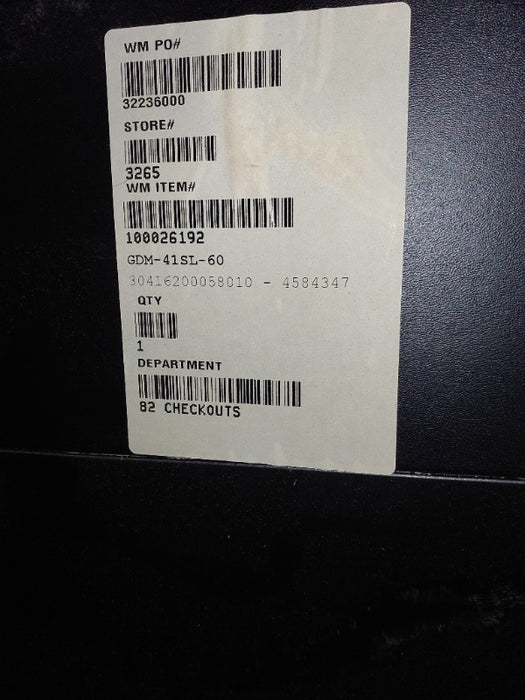 WM PO#
32236000
STORE#
3265
WM ITEM#
100026192
GDM-41SL-60
30416200058010 - 4584347
QTY
1
DEPARTMENT
82 CHECKOUTS